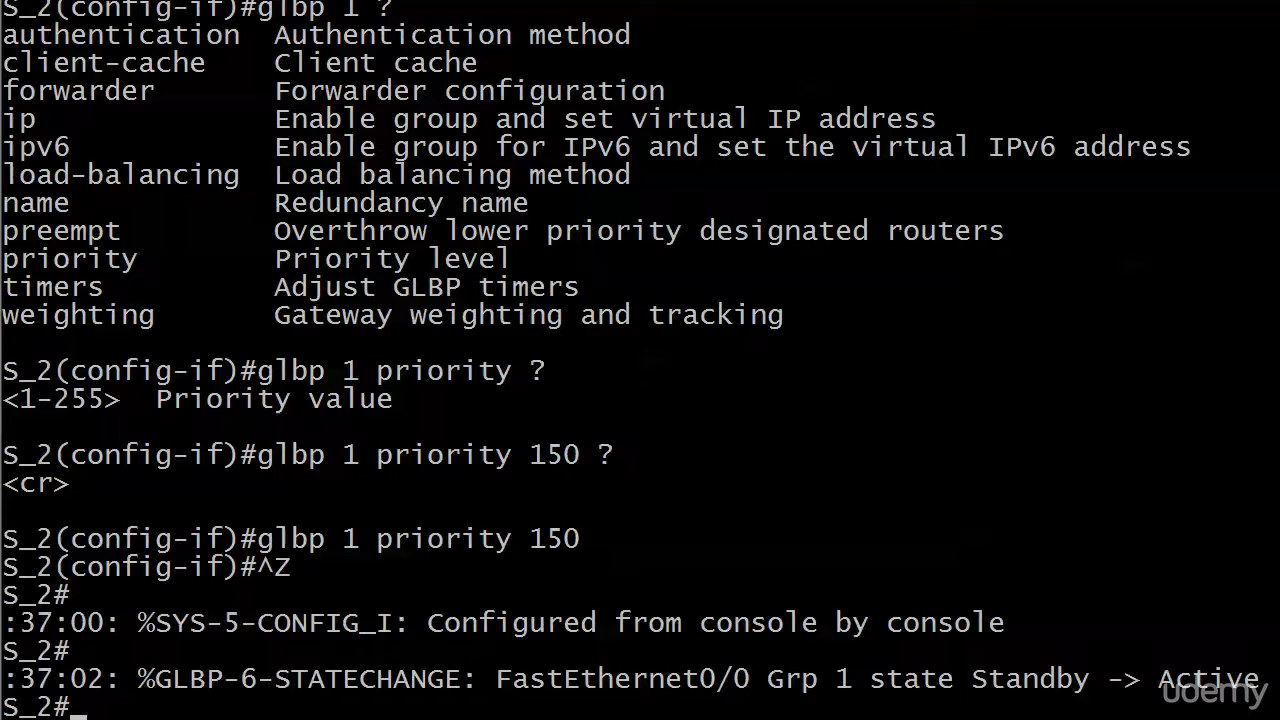 S_2(config-if)#glbp 1 ?
authentication  Authentication method
client-cache    Client cache
forwarder       Forwarder configuration
ip              Enable group and set virtual IP address
ipv6            Enable group for IPv6 and set the virtual IPv6 address
load-balancing  Load balancing method
name            Redundancy name
preempt         Overthrow lower priority designated routers
priority        Priority level
timers          Adjust GLBP timers
weighting       Gateway weighting and tracking
S_2(config-if)#glbp 1 priority ?
<1-255>  Priority value
S_2(config-if)#glbp 1 priority 150 ?
<cr>
S_2(config-if)#glbp 1 priority 150
S_2(config-if)#^Z
S_2#
:37:00: %SYS-5-CONFIG_I: Configured from console by console
S_2#
:37:02: %GLBP-6-STATECHANGE: FastEthernet0/0 Grp 1 state Standby -> Active
S_2#_
udemy